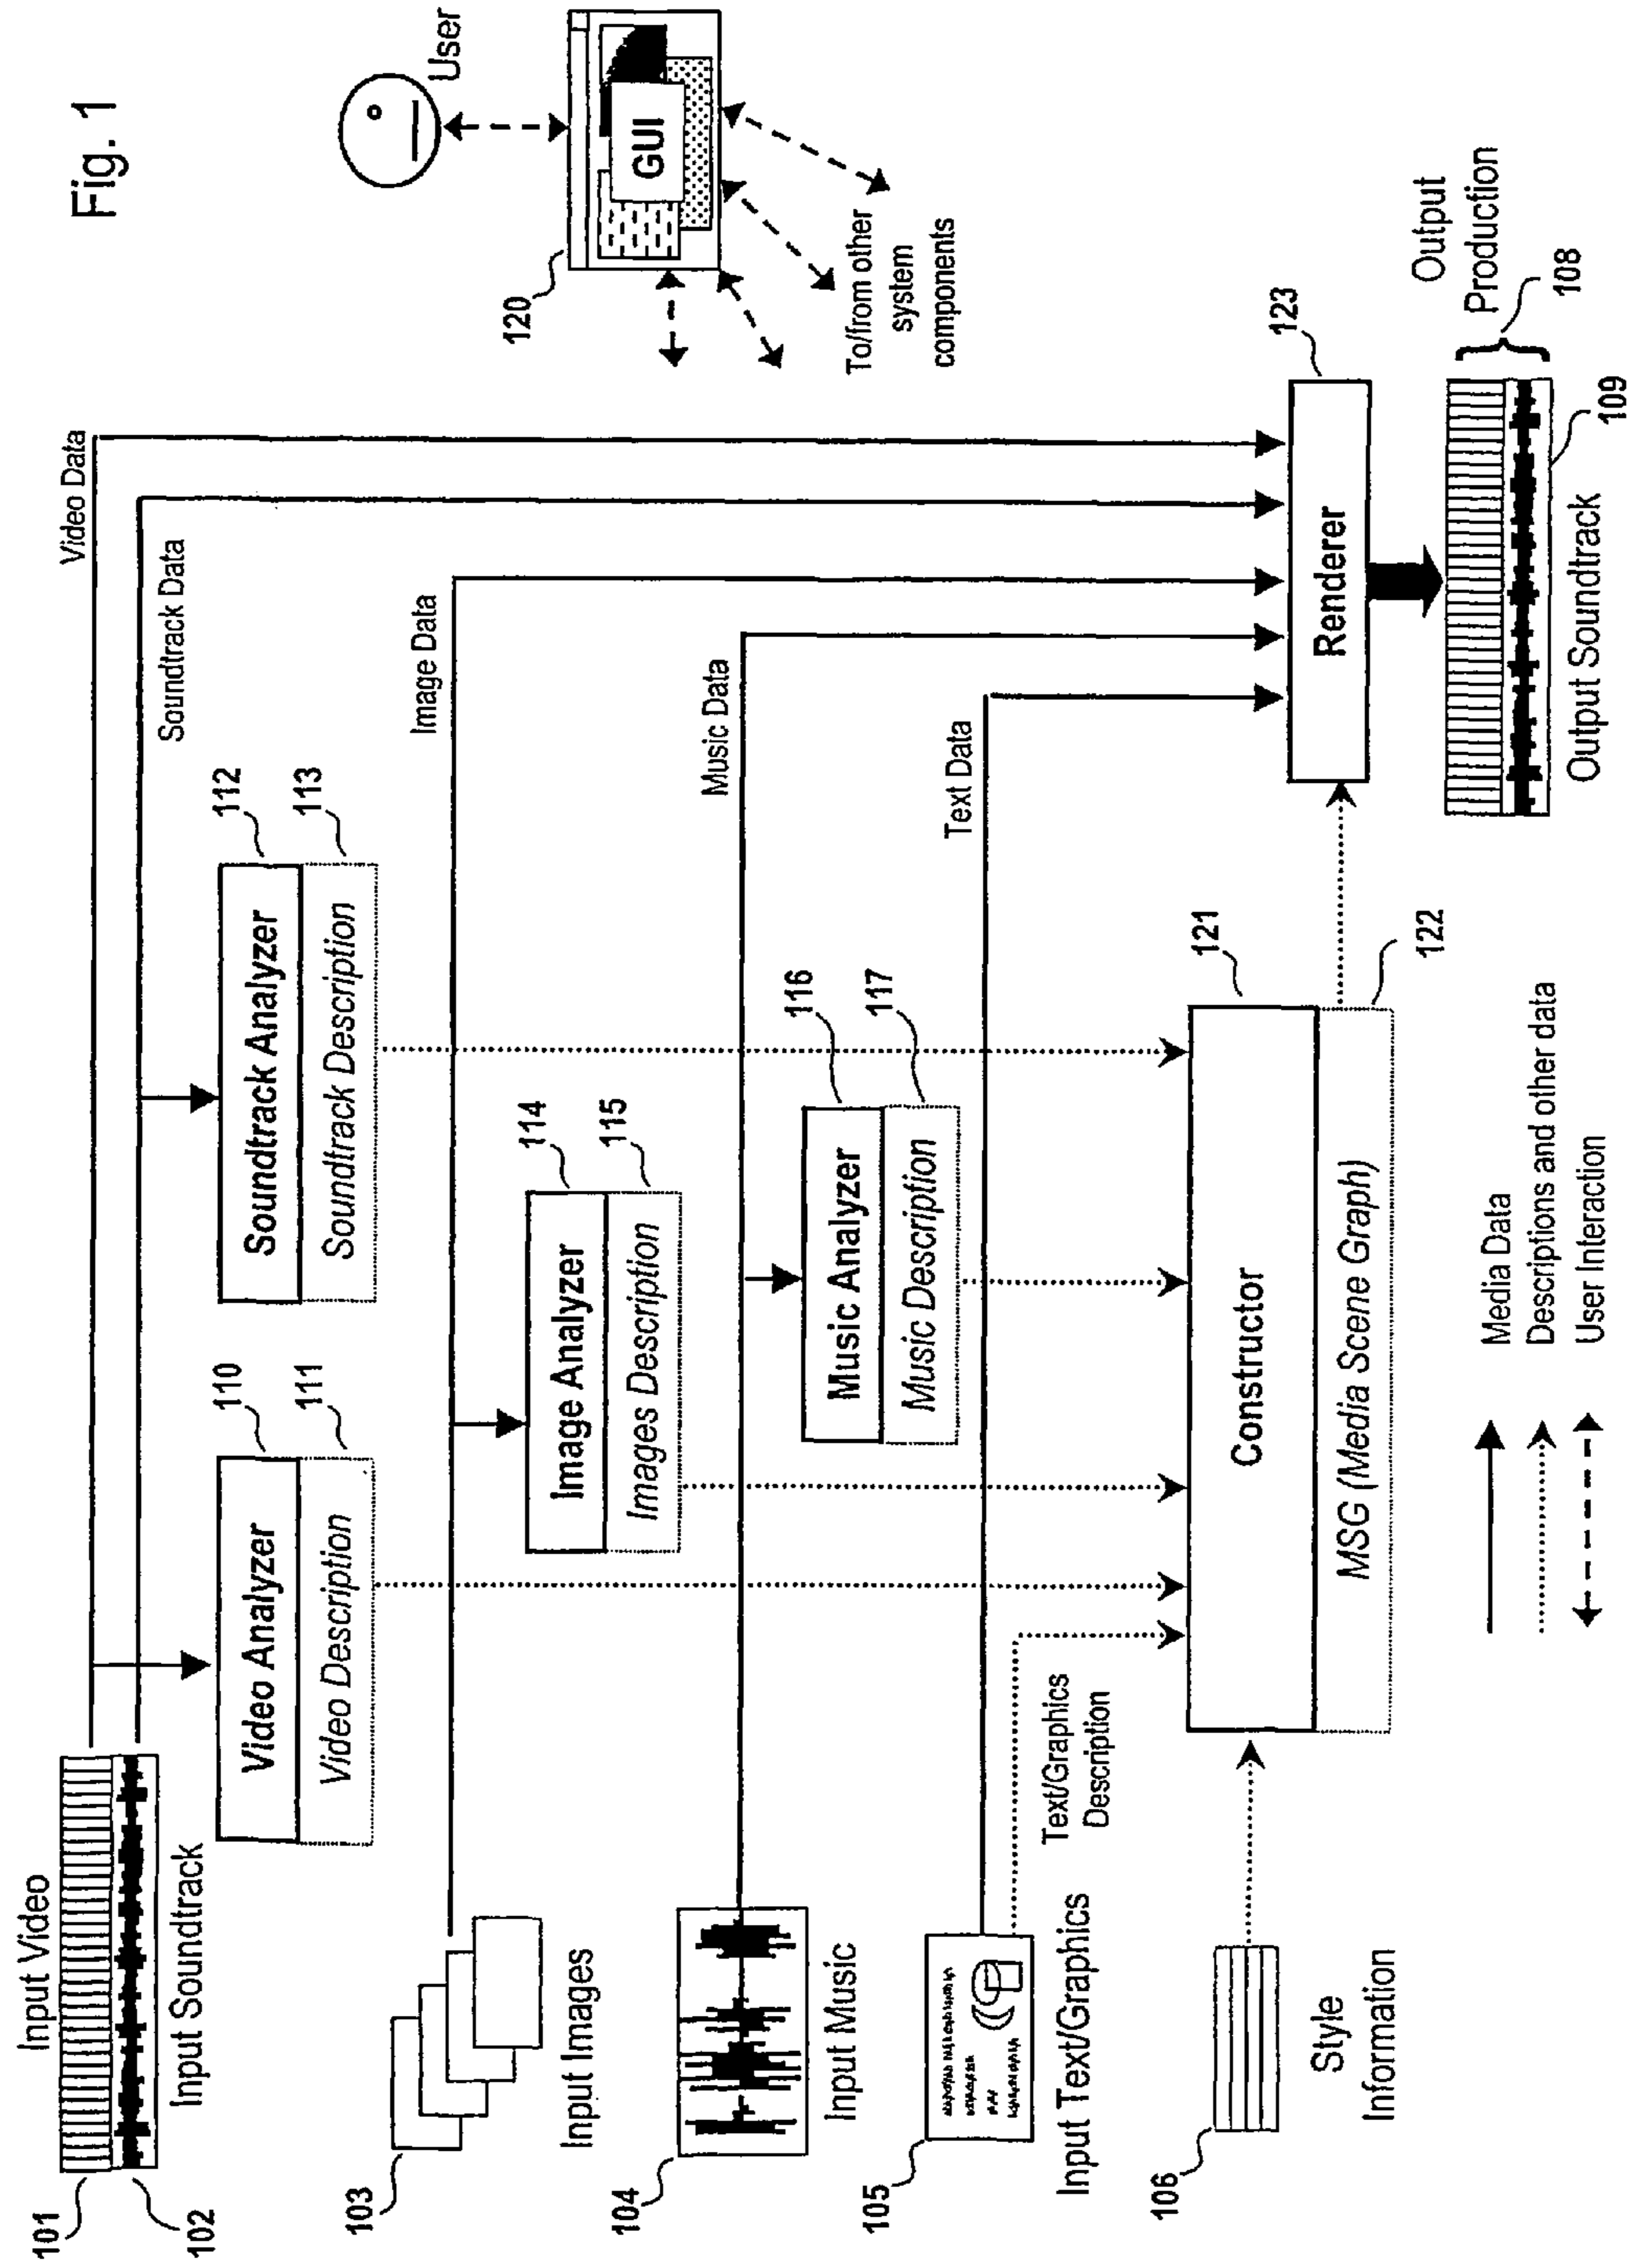 Fig. 1
Input Video
101
102
Input Soundtrack
Video Data
Soundtrack Data
User
120
GUI
To/from other
system
components
110
Video Analyzer
111
Video Description
112
Soundtrack Analyzer
113
Soundtrack Description
103
Input Images
Image Data
114
Image Analyzer
115
Images Description
104
Input Music
Music Data
116
Music Analyzer
117
Music Description
105
Input Text/Graphics
Text Data
Text/Graphics
Description
106
Style
Information
121
Constructor
122
MSG (Media Scene Graph)
123
Renderer
Output
Production
108
109
Output Soundtrack
Media Data
Descriptions and other data
User Interaction